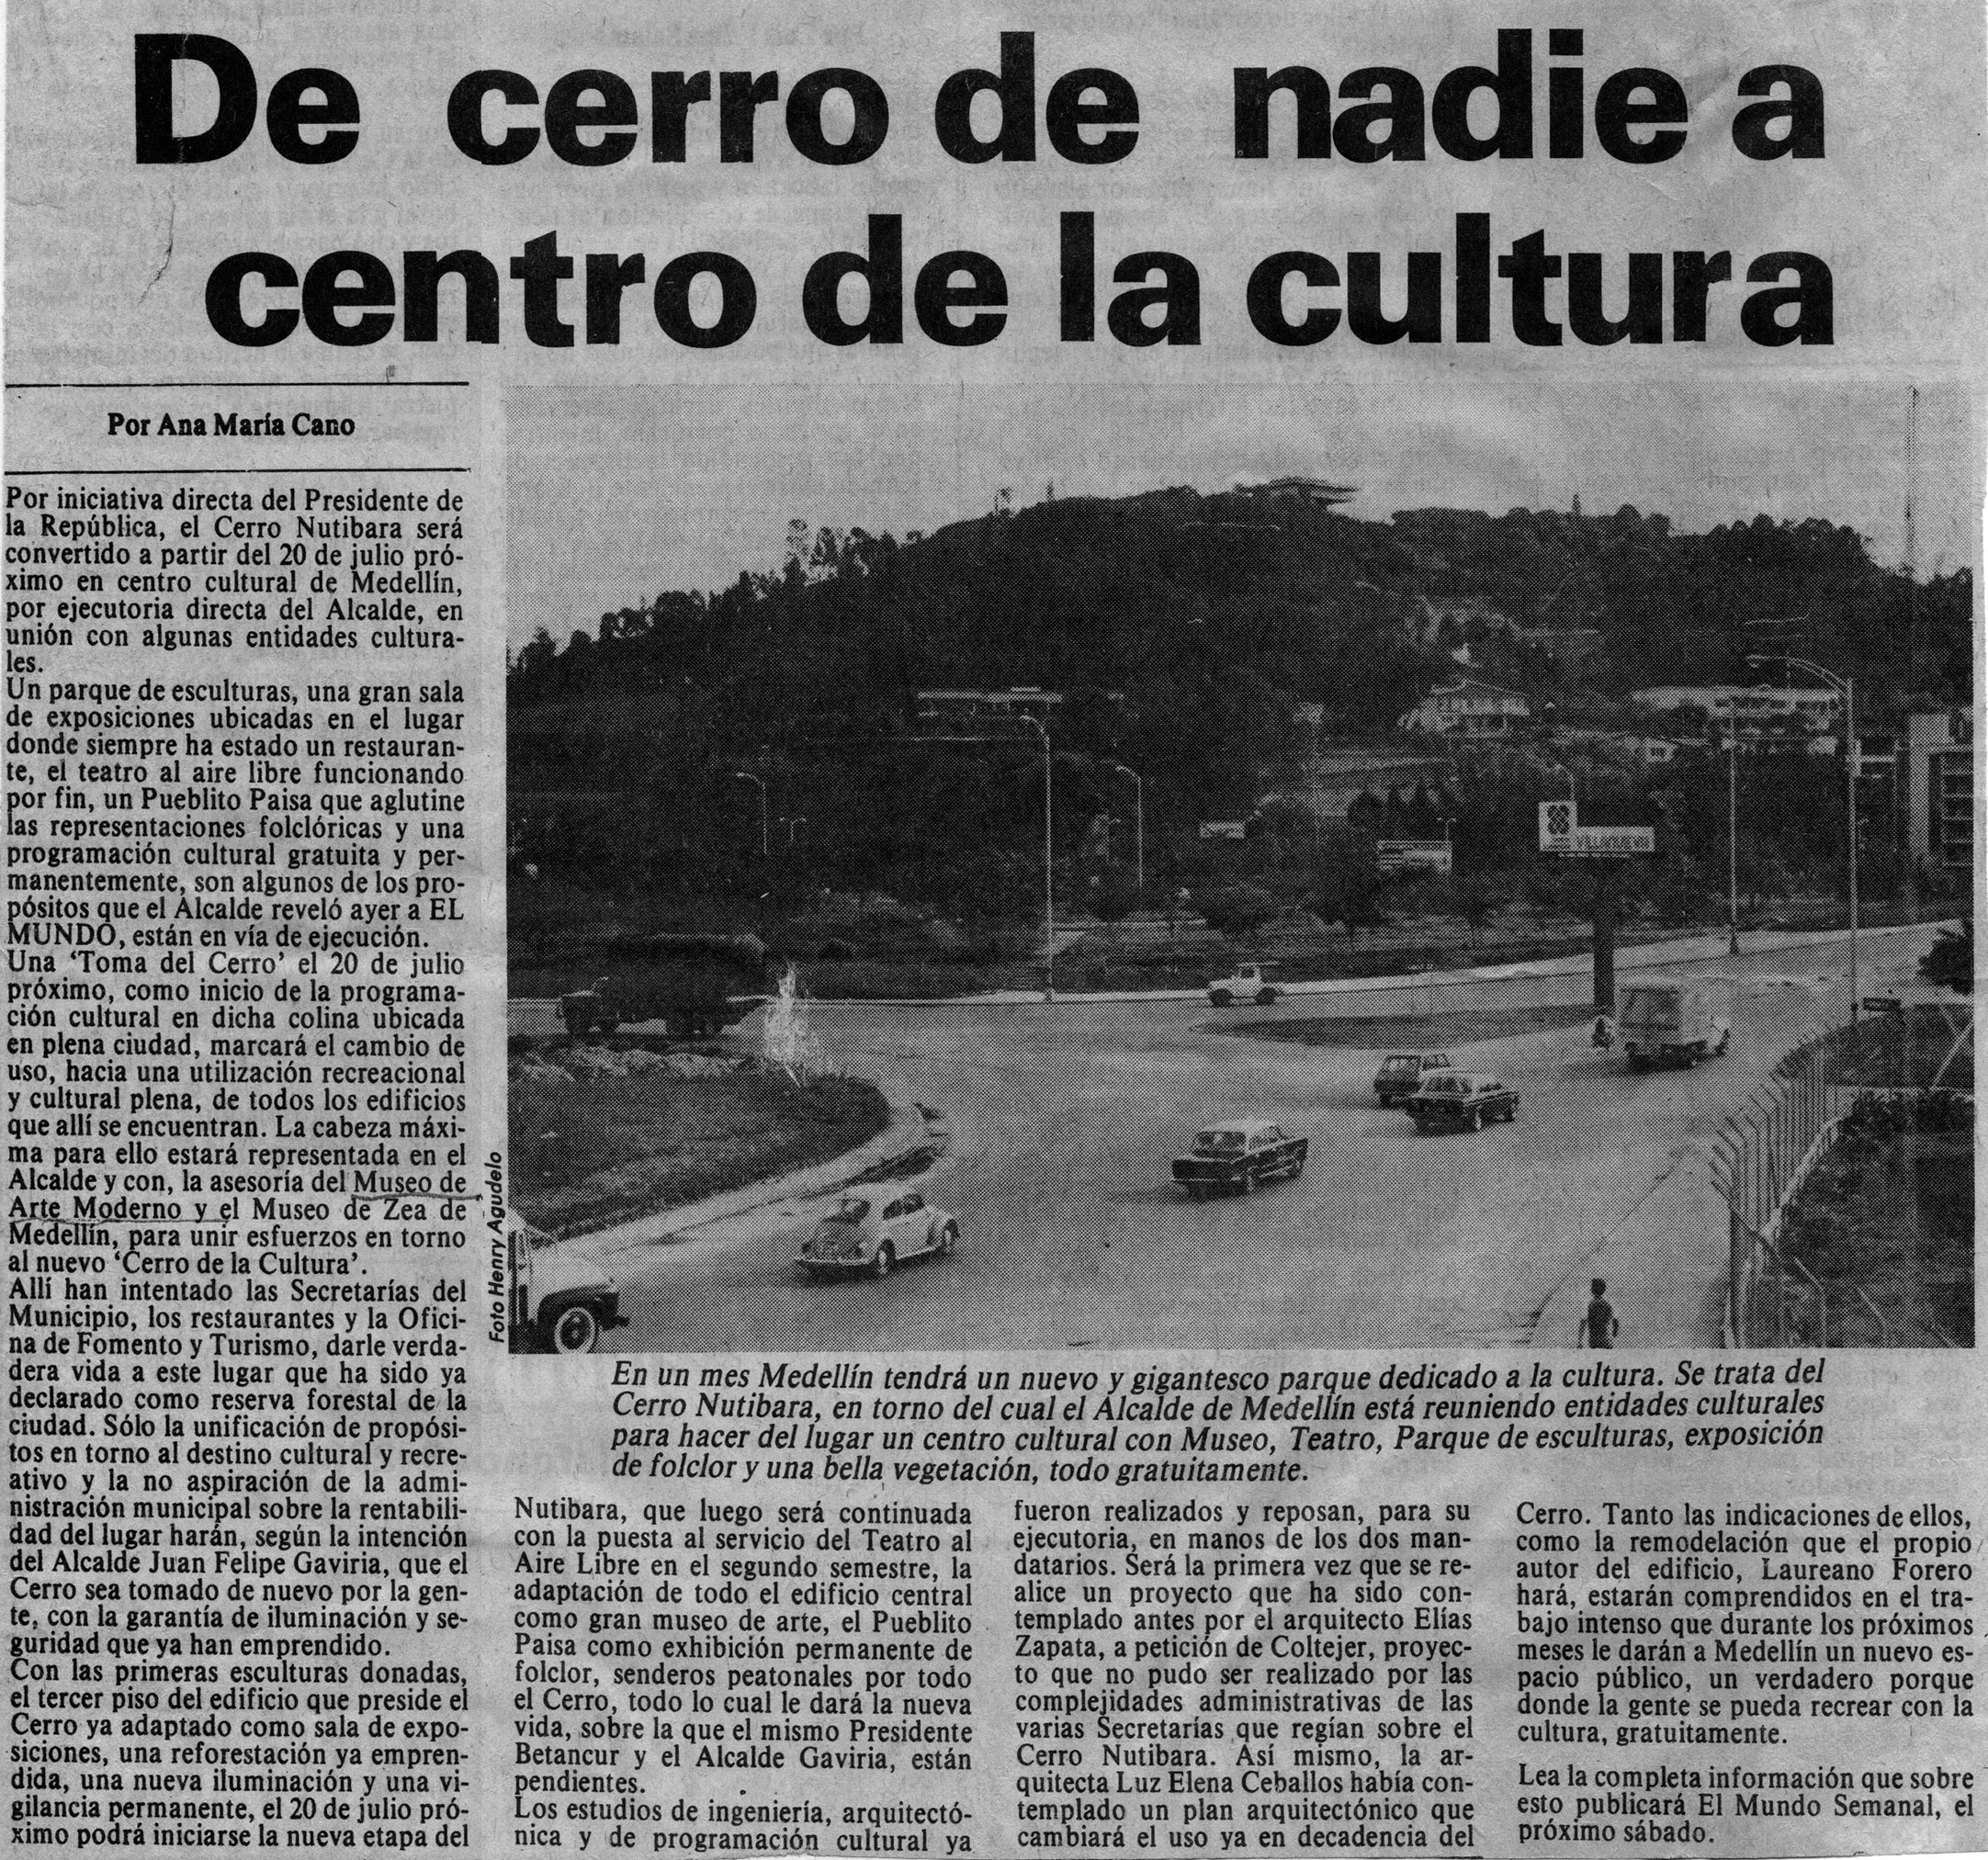 De cerro de nadie a
centro de la cultura
Por Ana María Cano
Por iniciativa directa del Presidente de
la República, el Cerro Nutibara será
convertido a partir del 20 de julio pró-
ximo en centro cultural de Medellín,
por ejecutoria directa del Alcalde, en
unión con algunas entidades cultura-
les.
Un parque de esculturas, una gran sala
de exposiciones ubicadas en el lugar
donde siempre ha estado un restauran-
te, el teatro al aire libre funcionando
por fin, un Pueblito Paisa que aglutine
las representaciones folclóricas y una
programación cultural gratuita y per-
manentemente, son algunos de los pro-
pósitos que el Alcalde reveló ayer a EL
MUNDO, están en vía de ejecución.
Una ‘Toma del Cerro’ el 20 de julio
próximo, como inicio de la programa-
ción cultural en dicha colina ubicada
en plena ciudad, marcará el cambio de
uso, hacia una utilización recreacional
y cultural plena, de todos los edificios
que allí se encuentran. La cabeza máxi-
ma para ello estará representada en el
Alcalde y con, la asesoría del Museo de
Arte Moderno y el Museo de Zea de
Medellín, para unir esfuerzos en torno
al nuevo ‘Cerro de la Cultura’.
Allí han intentado las Secretarías del
Municipio, los restaurantes y la Ofici-
na de Fomento y Turismo, darle verda-
dera vida a este lugar que ha sido ya
declarado como reserva forestal de la
ciudad. Sólo la unificación de propósi-
tos en torno al destino cultural y recre-
ativo y la no aspiración de la admi-
nistración municipal sobre la rentabili-
dad del lugar harán, según la intención
del Alcalde Juan Felipe Gaviria, que el
Cerro sea tomado de nuevo por la gen-
te, con la garantía de iluminación y se-
guridad que ya han emprendido.
Con las primeras esculturas donadas,
el tercer piso del edificio que preside el
Cerro ya adaptado como sala de expo-
siciones, una reforestación ya empren-
dida, una nueva iluminación y una vi-
gilancia permanente, el 20 de julio pró-
ximo podrá iniciarse la nueva etapa del
VILLANUEVA
Foto Henry Agudelo
En un mes Medellín tendrá un nuevo y gigantesco parque dedicado a la cultura. Se trata del
Cerro Nutibara, en torno del cual el Alcalde de Medellín está reuniendo entidades culturales
para hacer del lugar un centro cultural con Museo, Teatro, Parque de esculturas, exposición
de folclor y una bella vegetación, todo gratuitamente.
Nutibara, que luego será continuada
con la puesta al servicio del Teatro al
Aire Libre en el segundo semestre, la
adaptación de todo el edificio central
como gran museo de arte, el Pueblito
Paisa como exhibición permanente de
folclor, senderos peatonales por todo
el Cerro, todo lo cual le dará la nueva
vida, sobre la que el mismo Presidente
Betancur y el Alcalde Gaviria, están
pendientes.
Los estudios de ingeniería, arquitectó-
nica y de programación cultural ya
fueron realizados y reposan, para su
ejecutoria, en manos de los dos man-
datarios. Será la primera vez que se re-
alice un proyecto que ha sido con-
templado antes por el arquitecto Elías
Zapata, a petición de Coltejer, proyec-
to que no pudo ser realizado por las
complejidades administrativas de las
varias Secretarías que regían sobre el
Cerro Nutibara. Así mismo, la ar-
quitecta Luz Elena Ceballos había con-
templado un plan arquitectónico que
cambiará el uso ya en decadencia del
Cerro. Tanto las indicaciones de ellos,
como la remodelación que el propio
autor del edificio, Laureano Forero
hará, estarán comprendidos en el tra-
bajo intenso que durante los próximos
meses le darán a Medellín un nuevo es-
pacio público, un verdadero porque
donde la gente se pueda recrear con la
cultura, gratuitamente.
Lea la completa información que sobre
esto publicará El Mundo Semanal, el
próximo sábado.